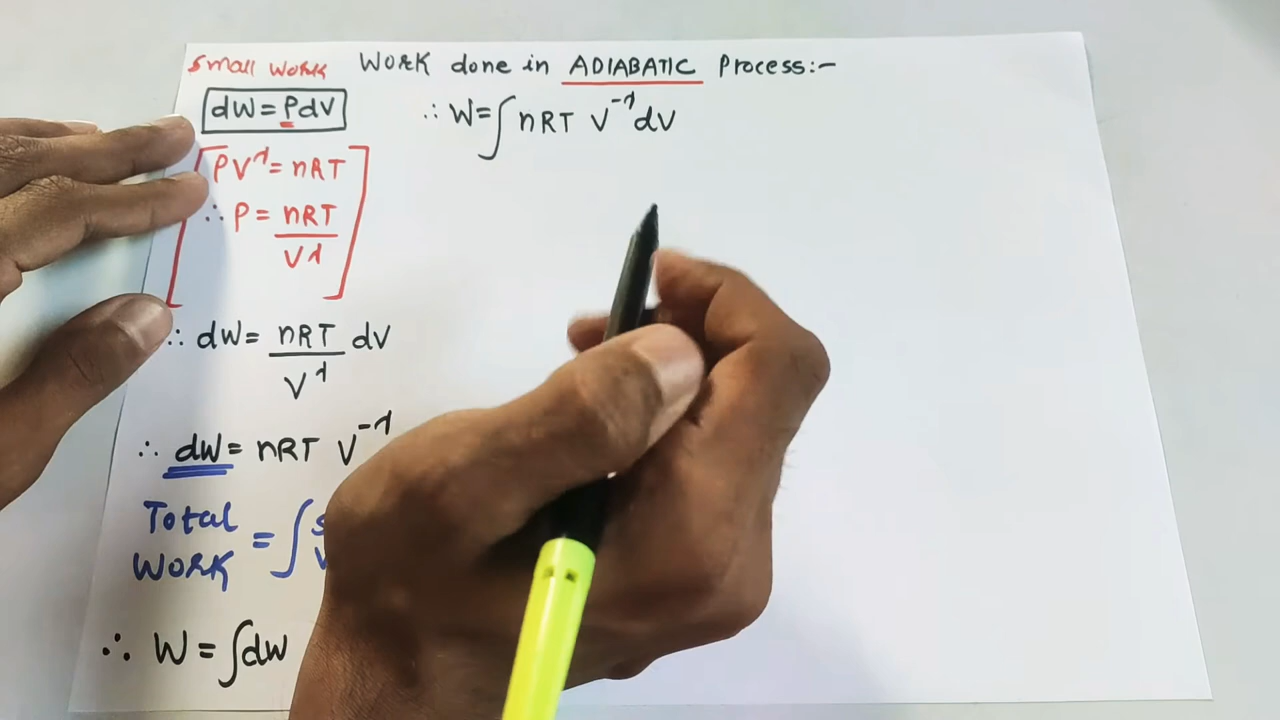 Small WORK WORK done in ADIABATIC Process:-
dW = PdV
PV^λ = nRT
∴ P = nRT / V^λ
∴ dW = nRT / V^λ dV
∴ dW = nRT V^-λ
Total WORK = ∫
∴ W = ∫dW
∴ W = ∫ nRT V^-λ dV